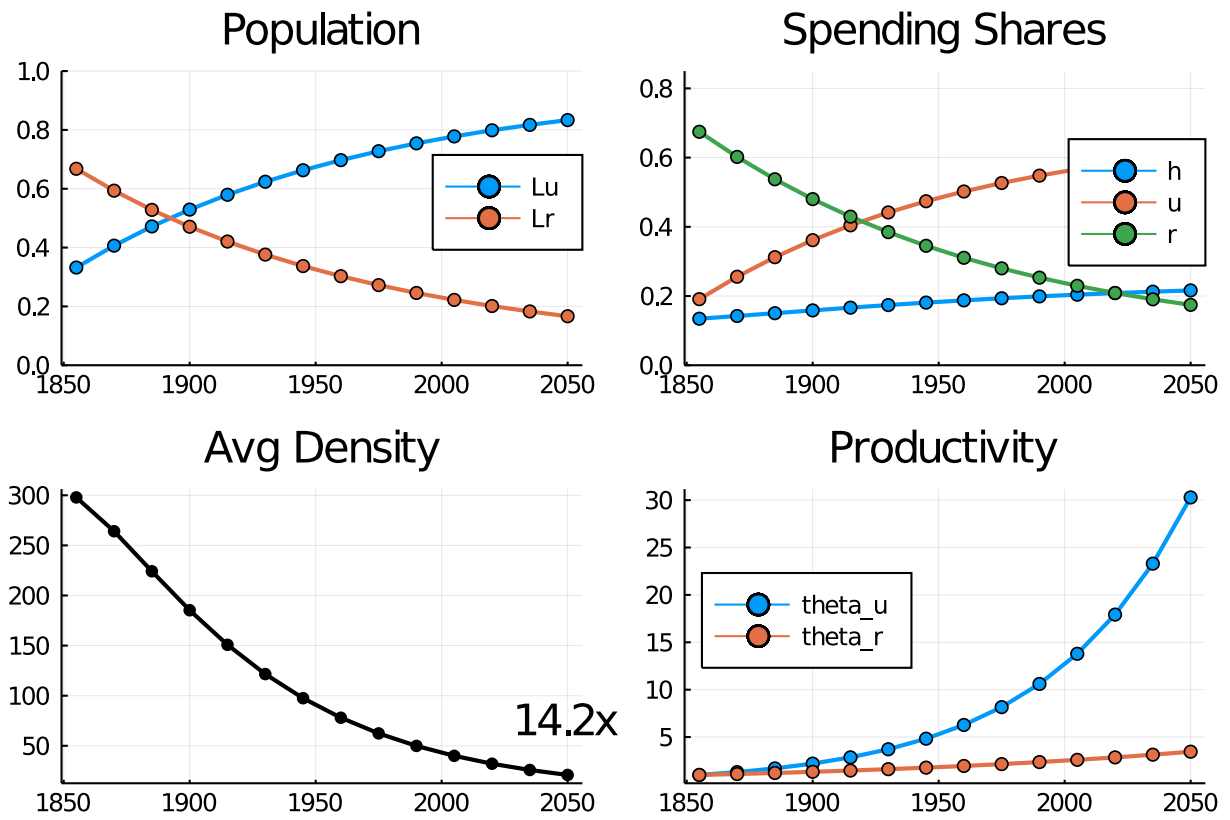 Population
1.0
0.8
0.6
0.4
0.2
0.0
1850 1900 1950 2000 2050
Lu
Lr
Spending Shares
0.8
0.6
0.4
0.2
0.0
1850 1900 1950 2000 2050
h
u
r
Avg Density
300
250
200
150
100
50
1850 1900 1950 2000 2050
14.2x
Productivity
30
25
20
15
10
5
1850 1900 1950 2000 2050
theta_u
theta_r